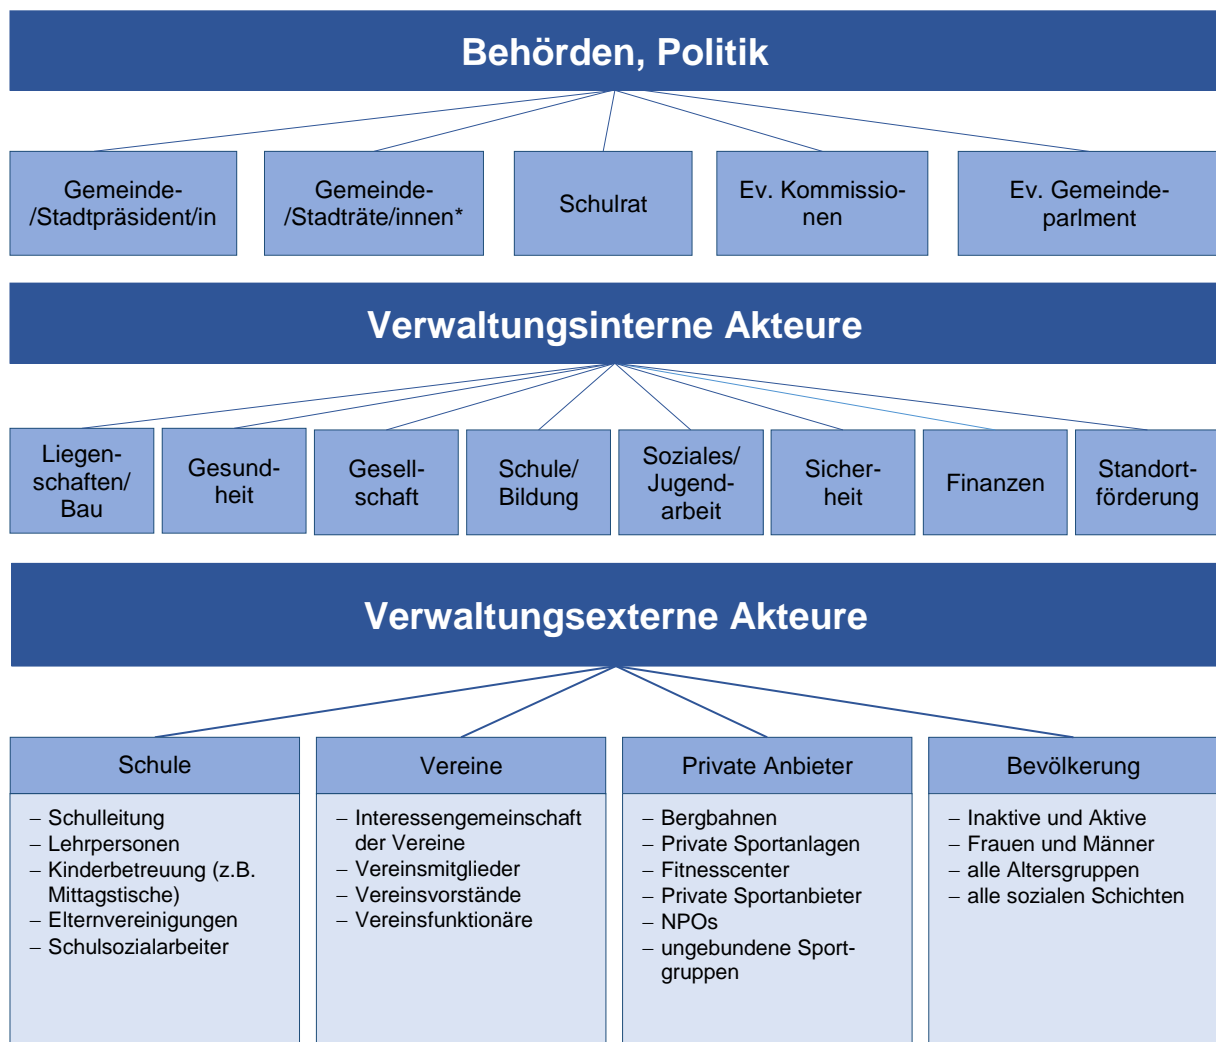 Behörden, Politik
Gemeinde-
/Stadtpräsident/in
Gemeinde-
/Stadträte/innen*
Schulrat
Ev. Kommissio-
nen
Ev. Gemeinde-
parlment
Verwaltungsinterne Akteure
Liegen-
schaften/
Bau
Gesund-
heit
Gesell-
schaft
Schule/
Bildung
Soziales/
Jugend-
arbeit
Sicher-
heit
Finanzen
Standort-
förderung
Verwaltungsexterne Akteure
Schule
– Schulleitung
– Lehrpersonen
– Kinderbetreuung (z.B.
Mittagstische)
– Elternvereinigungen
– Schulsozialarbeiter
Vereine
– Interessengemeinschaft
der Vereine
– Vereinsmitglieder
– Vereinsvorstände
– Vereinsfunktionäre
Private Anbieter
– Bergbahnen
– Private Sportanlagen
– Fitnesscenter
– Private Sportanbieter
– NPOs
– ungebundene Sport-
gruppen
Bevölkerung
– Inaktive und Aktive
– Frauen und Männer
– alle Altersgruppen
– alle sozialen Schichten